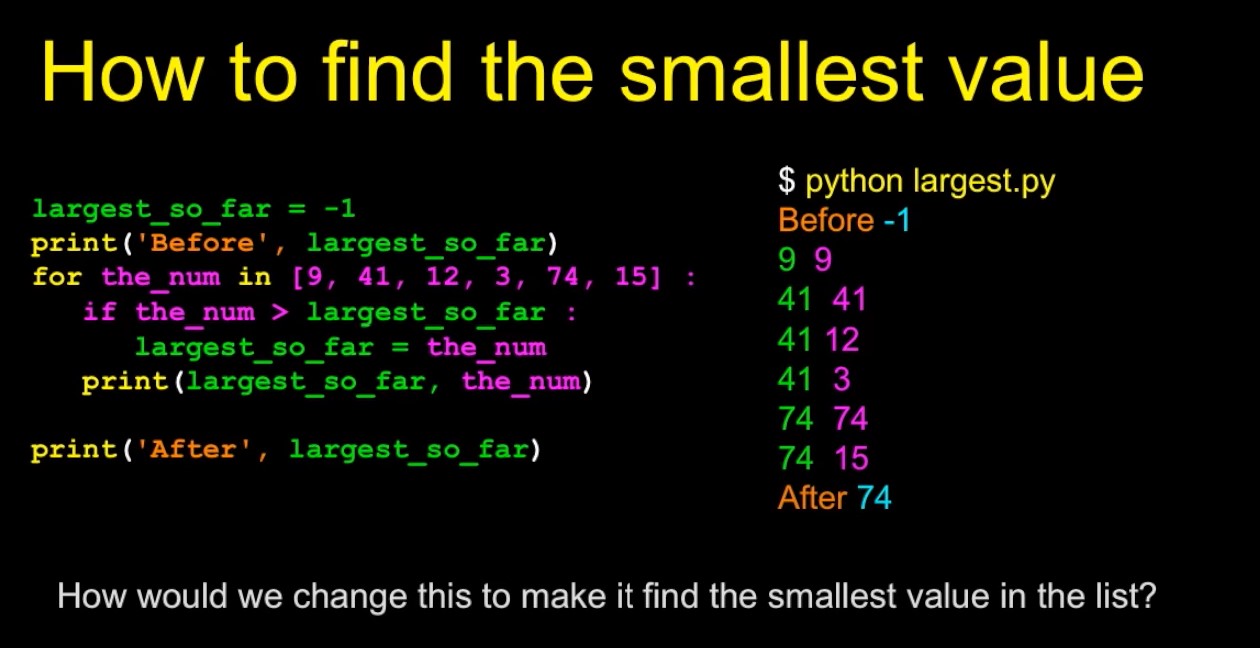 How to find the smallest value
largest_so_far = -1
print('Before', largest_so_far)
for the_num in [9, 41, 12, 3, 74, 15] :
   if the_num > largest_so_far :
      largest_so_far = the_num
   print(largest_so_far, the_num)
print('After', largest_so_far)
$ python largest.py
Before -1
9 9
41 41
41 12
41 3
74 74
74 15
After 74
How would we change this to make it find the smallest value in the list?